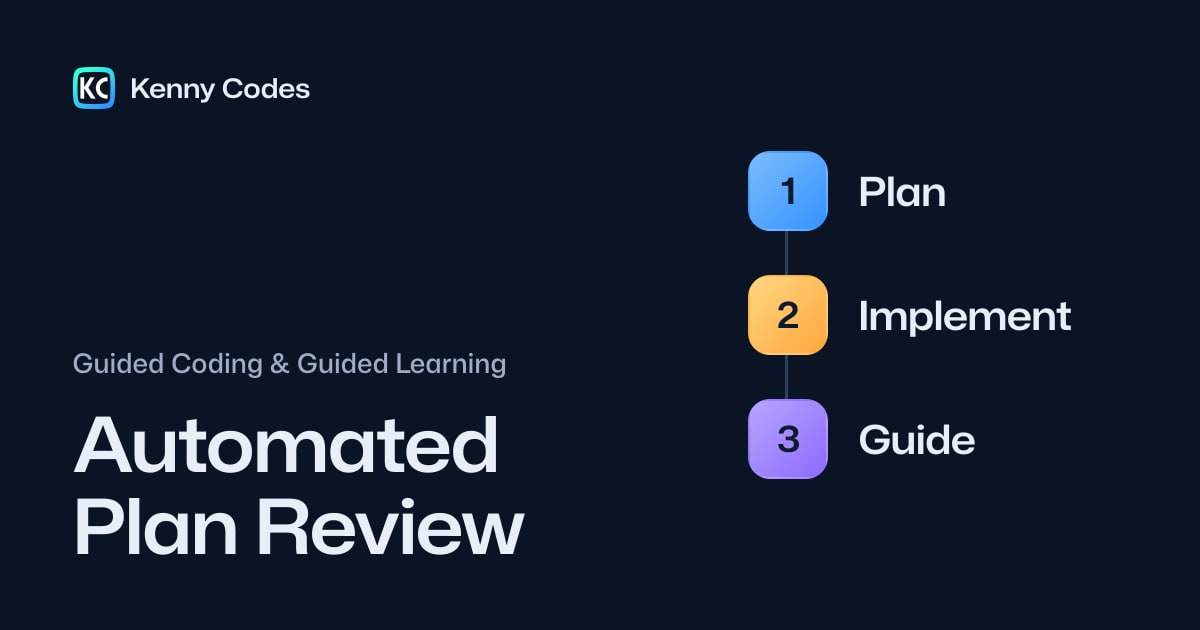 KC
Kenny Codes
Guided Coding & Guided Learning
Automated
Plan Review
1
Plan
2
Implement
3
Guide